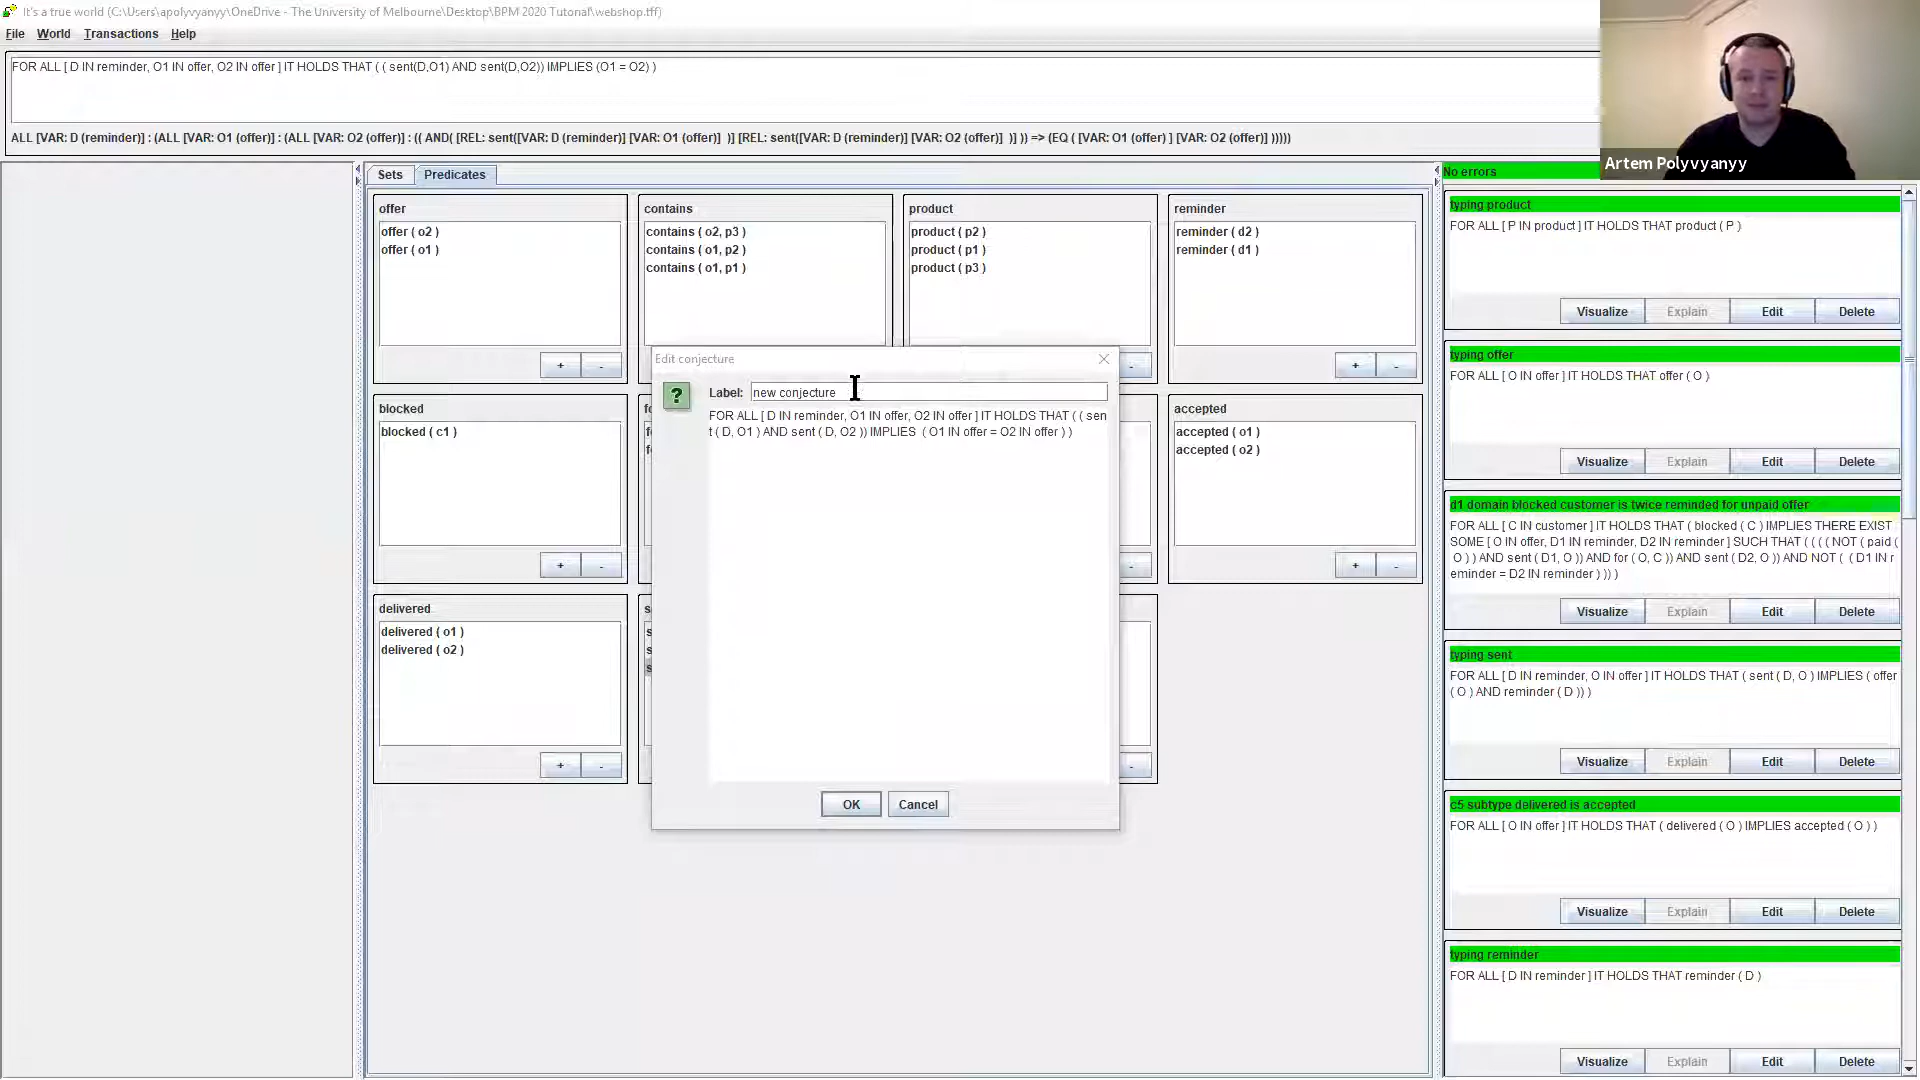 It's a true world (C:\Users\apolyvyanyy\OneDrive - The University of Melbourne\Desktop\BPM 2020 Tutorial\webshop.tff)
File World Transactions Help
FOR ALL [ D IN reminder, O1 IN offer, O2 IN offer ] IT HOLDS THAT ( ( sent(D,O1) AND sent(D,O2)) IMPLIES (O1 = O2) )
ALL [VAR: D (reminder)] : (ALL [VAR: O1 (offer)] : (ALL [VAR: O2 (offer)] : (( AND( [REL: sent([VAR: D (reminder)] [VAR: O1 (offer)]  )] [REL: sent([VAR: D (reminder)] [VAR: O2 (offer)]  )] )) => (EQ ( [VAR: O1 (offer) ] [VAR: O2 (offer)] )))))
Artem Polyvyanyy
Sets Predicates
offer
offer ( o2 )
offer ( o1 )
+ -
contains
contains ( o2, p3 )
contains ( o1, p2 )
contains ( o1, p1 )
product
product ( p2 )
product ( p1 )
product ( p3 )
-
reminder
reminder ( d2 )
reminder ( d1 )
+ -
blocked
blocked ( c1 )
+ -
-
accepted
accepted ( o1 )
accepted ( o2 )
+ -
delivered
delivered ( o1 )
delivered ( o2 )
+ -
-
Edit conjecture
?
Label: new conjecture
FOR ALL [ D IN reminder, O1 IN offer, O2 IN offer ] IT HOLDS THAT ( ( sen
t ( D, O1 ) AND sent ( D, O2 )) IMPLIES  ( O1 IN offer = O2 IN offer ) )
OK Cancel
No errors
typing product
FOR ALL [ P IN product ] IT HOLDS THAT product ( P )
Visualize Explain Edit Delete
typing offer
FOR ALL [ O IN offer ] IT HOLDS THAT offer ( O )
Visualize Explain Edit Delete
d1 domain blocked customer is twice reminded for unpaid offer
FOR ALL [ C IN customer ] IT HOLDS THAT ( blocked ( C ) IMPLIES THERE EXIST
SOME [ O IN offer, D1 IN reminder, D2 IN reminder ] SUCH THAT ( ( ( ( NOT ( paid (
O ) ) AND sent ( D1, O )) AND for ( O, C )) AND sent ( D2, O )) AND NOT (  ( D1 IN r
eminder = D2 IN reminder ) ) ) )
Visualize Explain Edit Delete
typing sent
FOR ALL [ D IN reminder, O IN offer ] IT HOLDS THAT ( sent ( D, O ) IMPLIES ( offer
( O ) AND reminder ( D )) )
Visualize Explain Edit Delete
c5 subtype delivered is accepted
FOR ALL [ O IN offer ] IT HOLDS THAT ( delivered ( O ) IMPLIES accepted ( O ) )
Visualize Explain Edit Delete
typing reminder
FOR ALL [ D IN reminder ] IT HOLDS THAT reminder ( D )
Visualize Explain Edit Delete